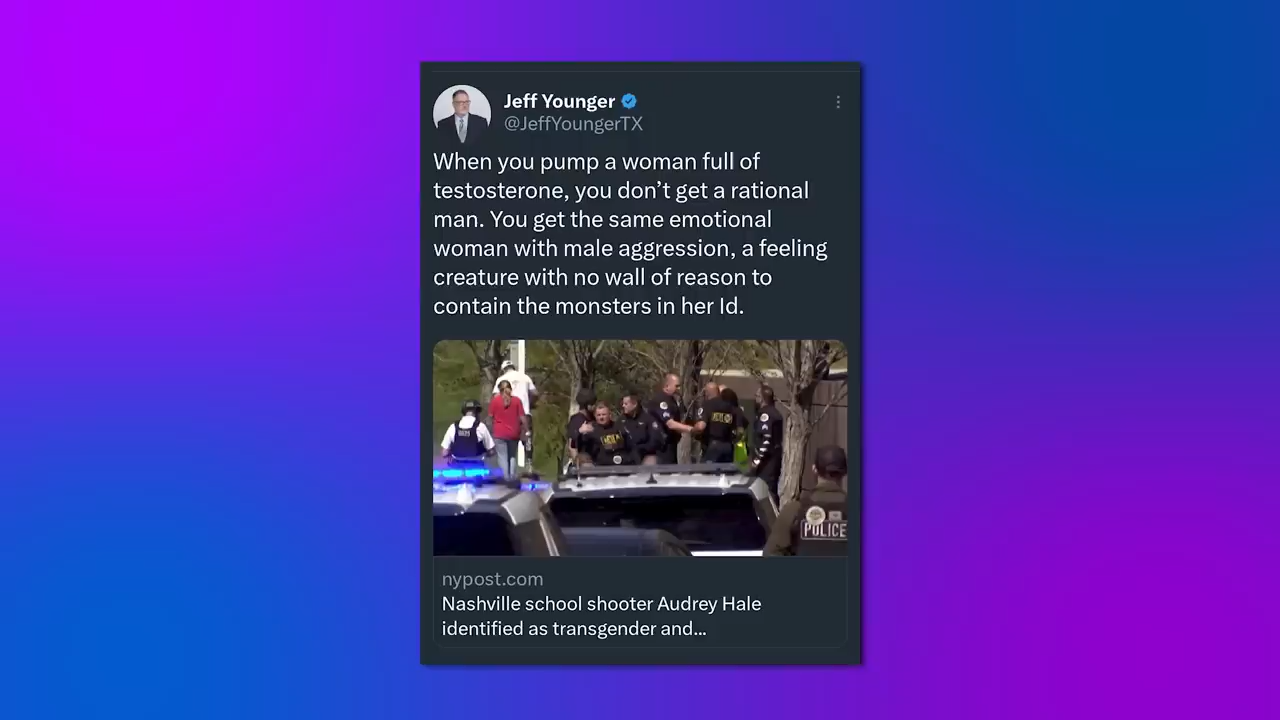 Jeff Younger
@JeffYoungerTX
When you pump a woman full of
testosterone, you don’t get a rational
man. You get the same emotional
woman with male aggression, a feeling
creature with no wall of reason to
contain the monsters in her Id.
POLICE
nypost.com
Nashville school shooter Audrey Hale
identified as transgender and...